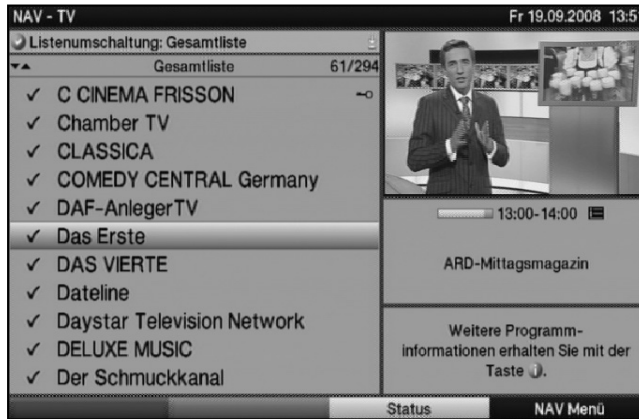 NAV - TV
Fr 19.09.2008 13:5
Listenumschaltung: Gesamtliste
Gesamtliste 61/294
C CINEMA FRISSON
Chamber TV
CLASSICA
COMEDY CENTRAL Germany
DAF-AnlegerTV
Das Erste
DAS VIERTE
Dateline
Daystar Television Network
DELUXE MUSIC
Der Schmuckkanal
13:00-14:00
ARD-Mittagsmagazin
Weitere Programm-
informationen erhalten Sie mit der
Taste i.
Status
NAV Menü